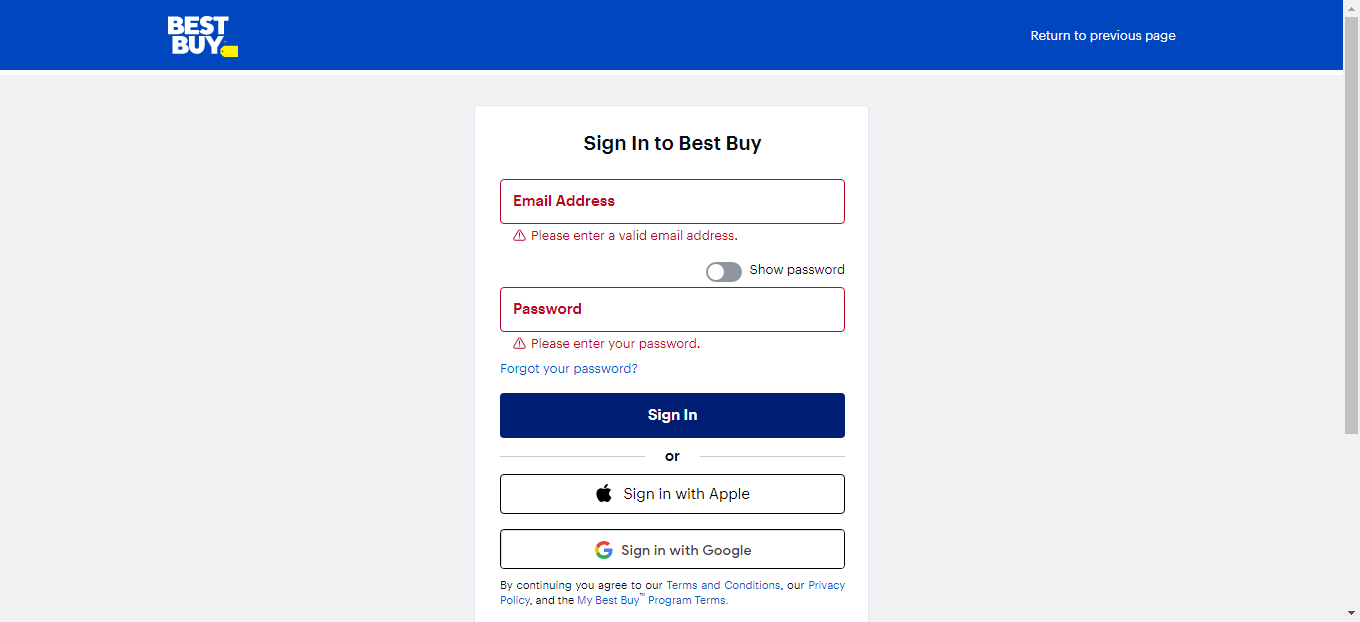 BEST
BUY
Return to previous page
Sign In to Best Buy
Email Address
Please enter a valid email address.
Show password
Password
Please enter your password.
Forgot your password?
Sign In
or
Sign in with Apple
Sign in with Google
By continuing you agree to our Terms and Conditions, our Privacy
Policy, and the My Best Buy™ Program Terms.